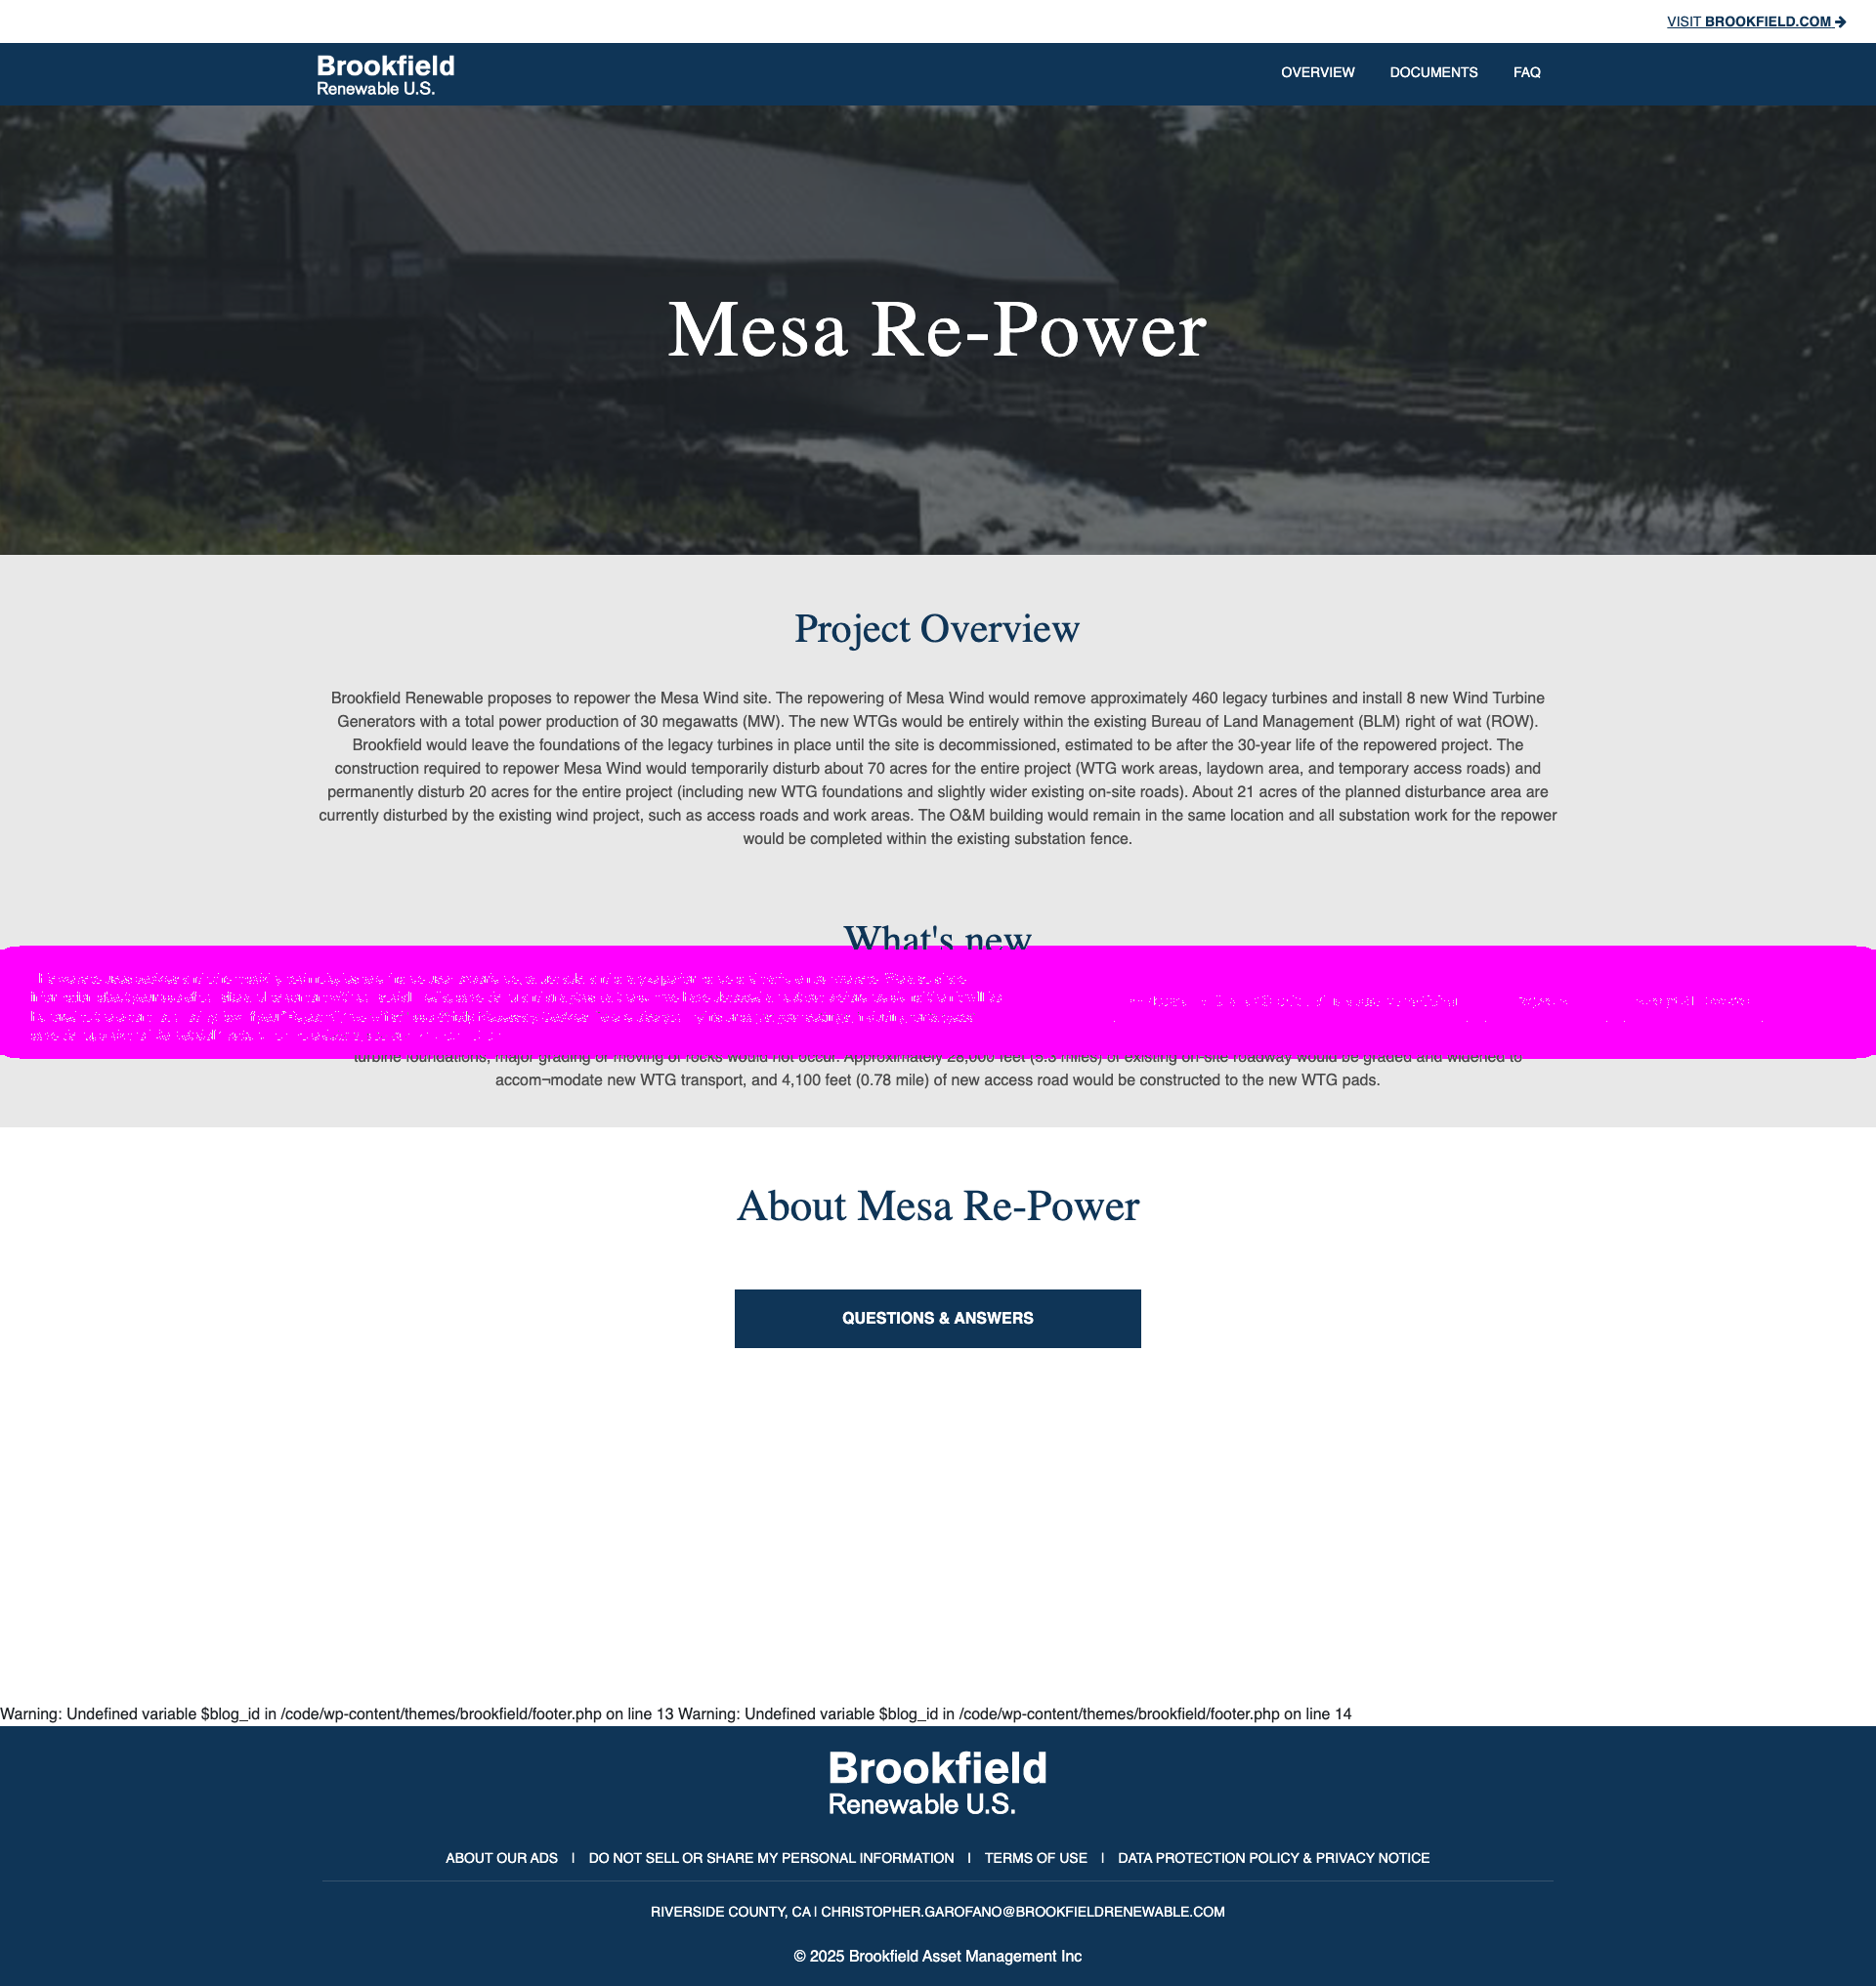 VISIT BROOKFIELD.COM
Brookfield
Renewable U.S.
OVERVIEW DOCUMENTS FAQ
Mesa Re-Power
Project Overview
Brookfield Renewable proposes to repower the Mesa Wind site. The repowering of Mesa Wind would remove approximately 460 legacy turbines and install 8 new Wind Turbine
Generators with a total power production of 30 megawatts (MW). The new WTGs would be entirely within the existing Bureau of Land Management (BLM) right of wat (ROW).
Brookfield would leave the foundations of the legacy turbines in place until the site is decommissioned, estimated to be after the 30-year life of the repowered project. The
construction required to repower Mesa Wind would temporarily disturb about 70 acres for the entire project (WTG work areas, laydown area, and temporary access roads) and
permanently disturb 20 acres for the entire project (including new WTG foundations and slightly wider existing on-site roads). About 21 acres of the planned disturbance area are
currently disturbed by the existing wind project, such as access roads and work areas. The O&M building would remain in the same location and all substation work for the repower
would be completed within the existing substation fence.
What's new
turbine foundations, major grading or moving of rocks would not occur. Approximately 28,000 feet (5.3 miles) of existing on-site roadway would be graded and widened to
accom¬modate new WTG transport, and 4,100 feet (0.78 mile) of new access road would be constructed to the new WTG pads.
About Mesa Re-Power
QUESTIONS & ANSWERS
Warning: Undefined variable $blog_id in /code/wp-content/themes/brookfield/footer.php on line 13 Warning: Undefined variable $blog_id in /code/wp-content/themes/brookfield/footer.php on line 14
Brookfield
Renewable U.S.
ABOUT OUR ADS | DO NOT SELL OR SHARE MY PERSONAL INFORMATION | TERMS OF USE | DATA PROTECTION POLICY & PRIVACY NOTICE
RIVERSIDE COUNTY, CA | CHRISTOPHER.GAROFANO@BROOKFIELDRENEWABLE.COM
© 2025 Brookfield Asset Management Inc